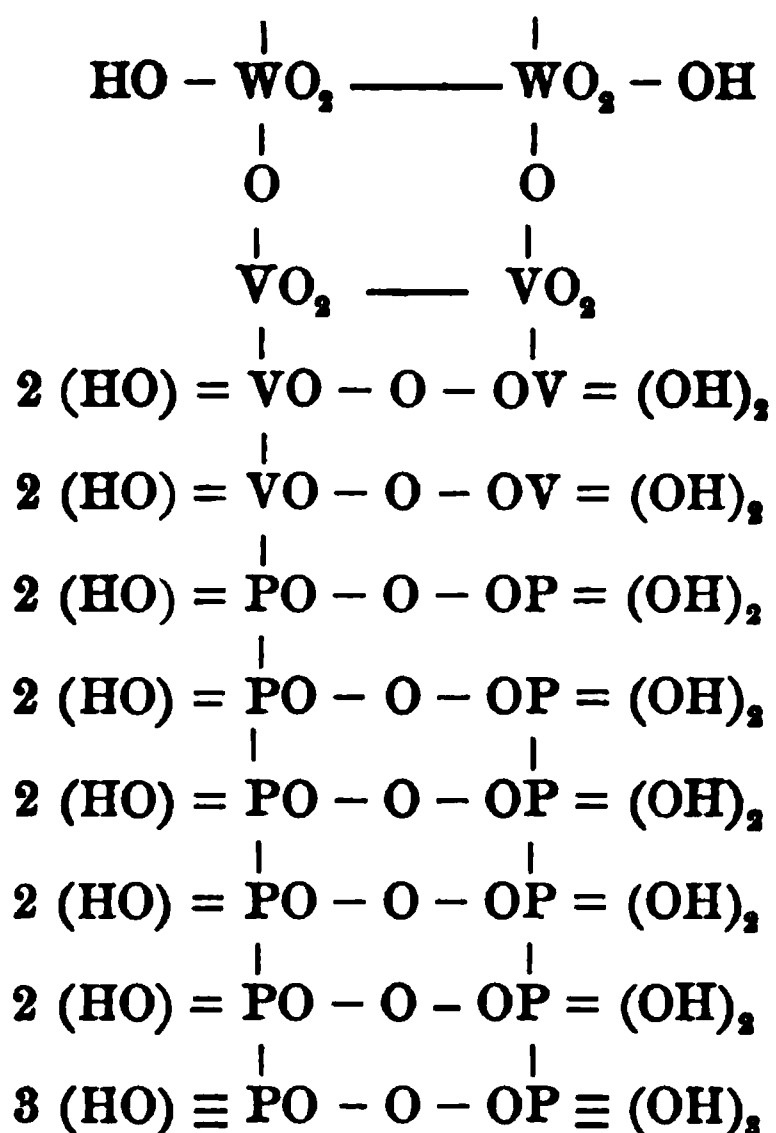 HO – WO₂ —— WO₂ – OH
O O
VO₂ —— VO₂
2 (HO) = VO – O – OV = (OH)₂
2 (HO) = VO – O – OV = (OH)₂
2 (HO) = PO – O – OP = (OH)₂
2 (HO) = PO – O – OP = (OH)₂
2 (HO) = PO – O – OP = (OH)₂
2 (HO) = PO – O – OP = (OH)₂
2 (HO) = PO – O – OP = (OH)₂
3 (HO) ≡ PO – O – OP ≡ (OH)₃